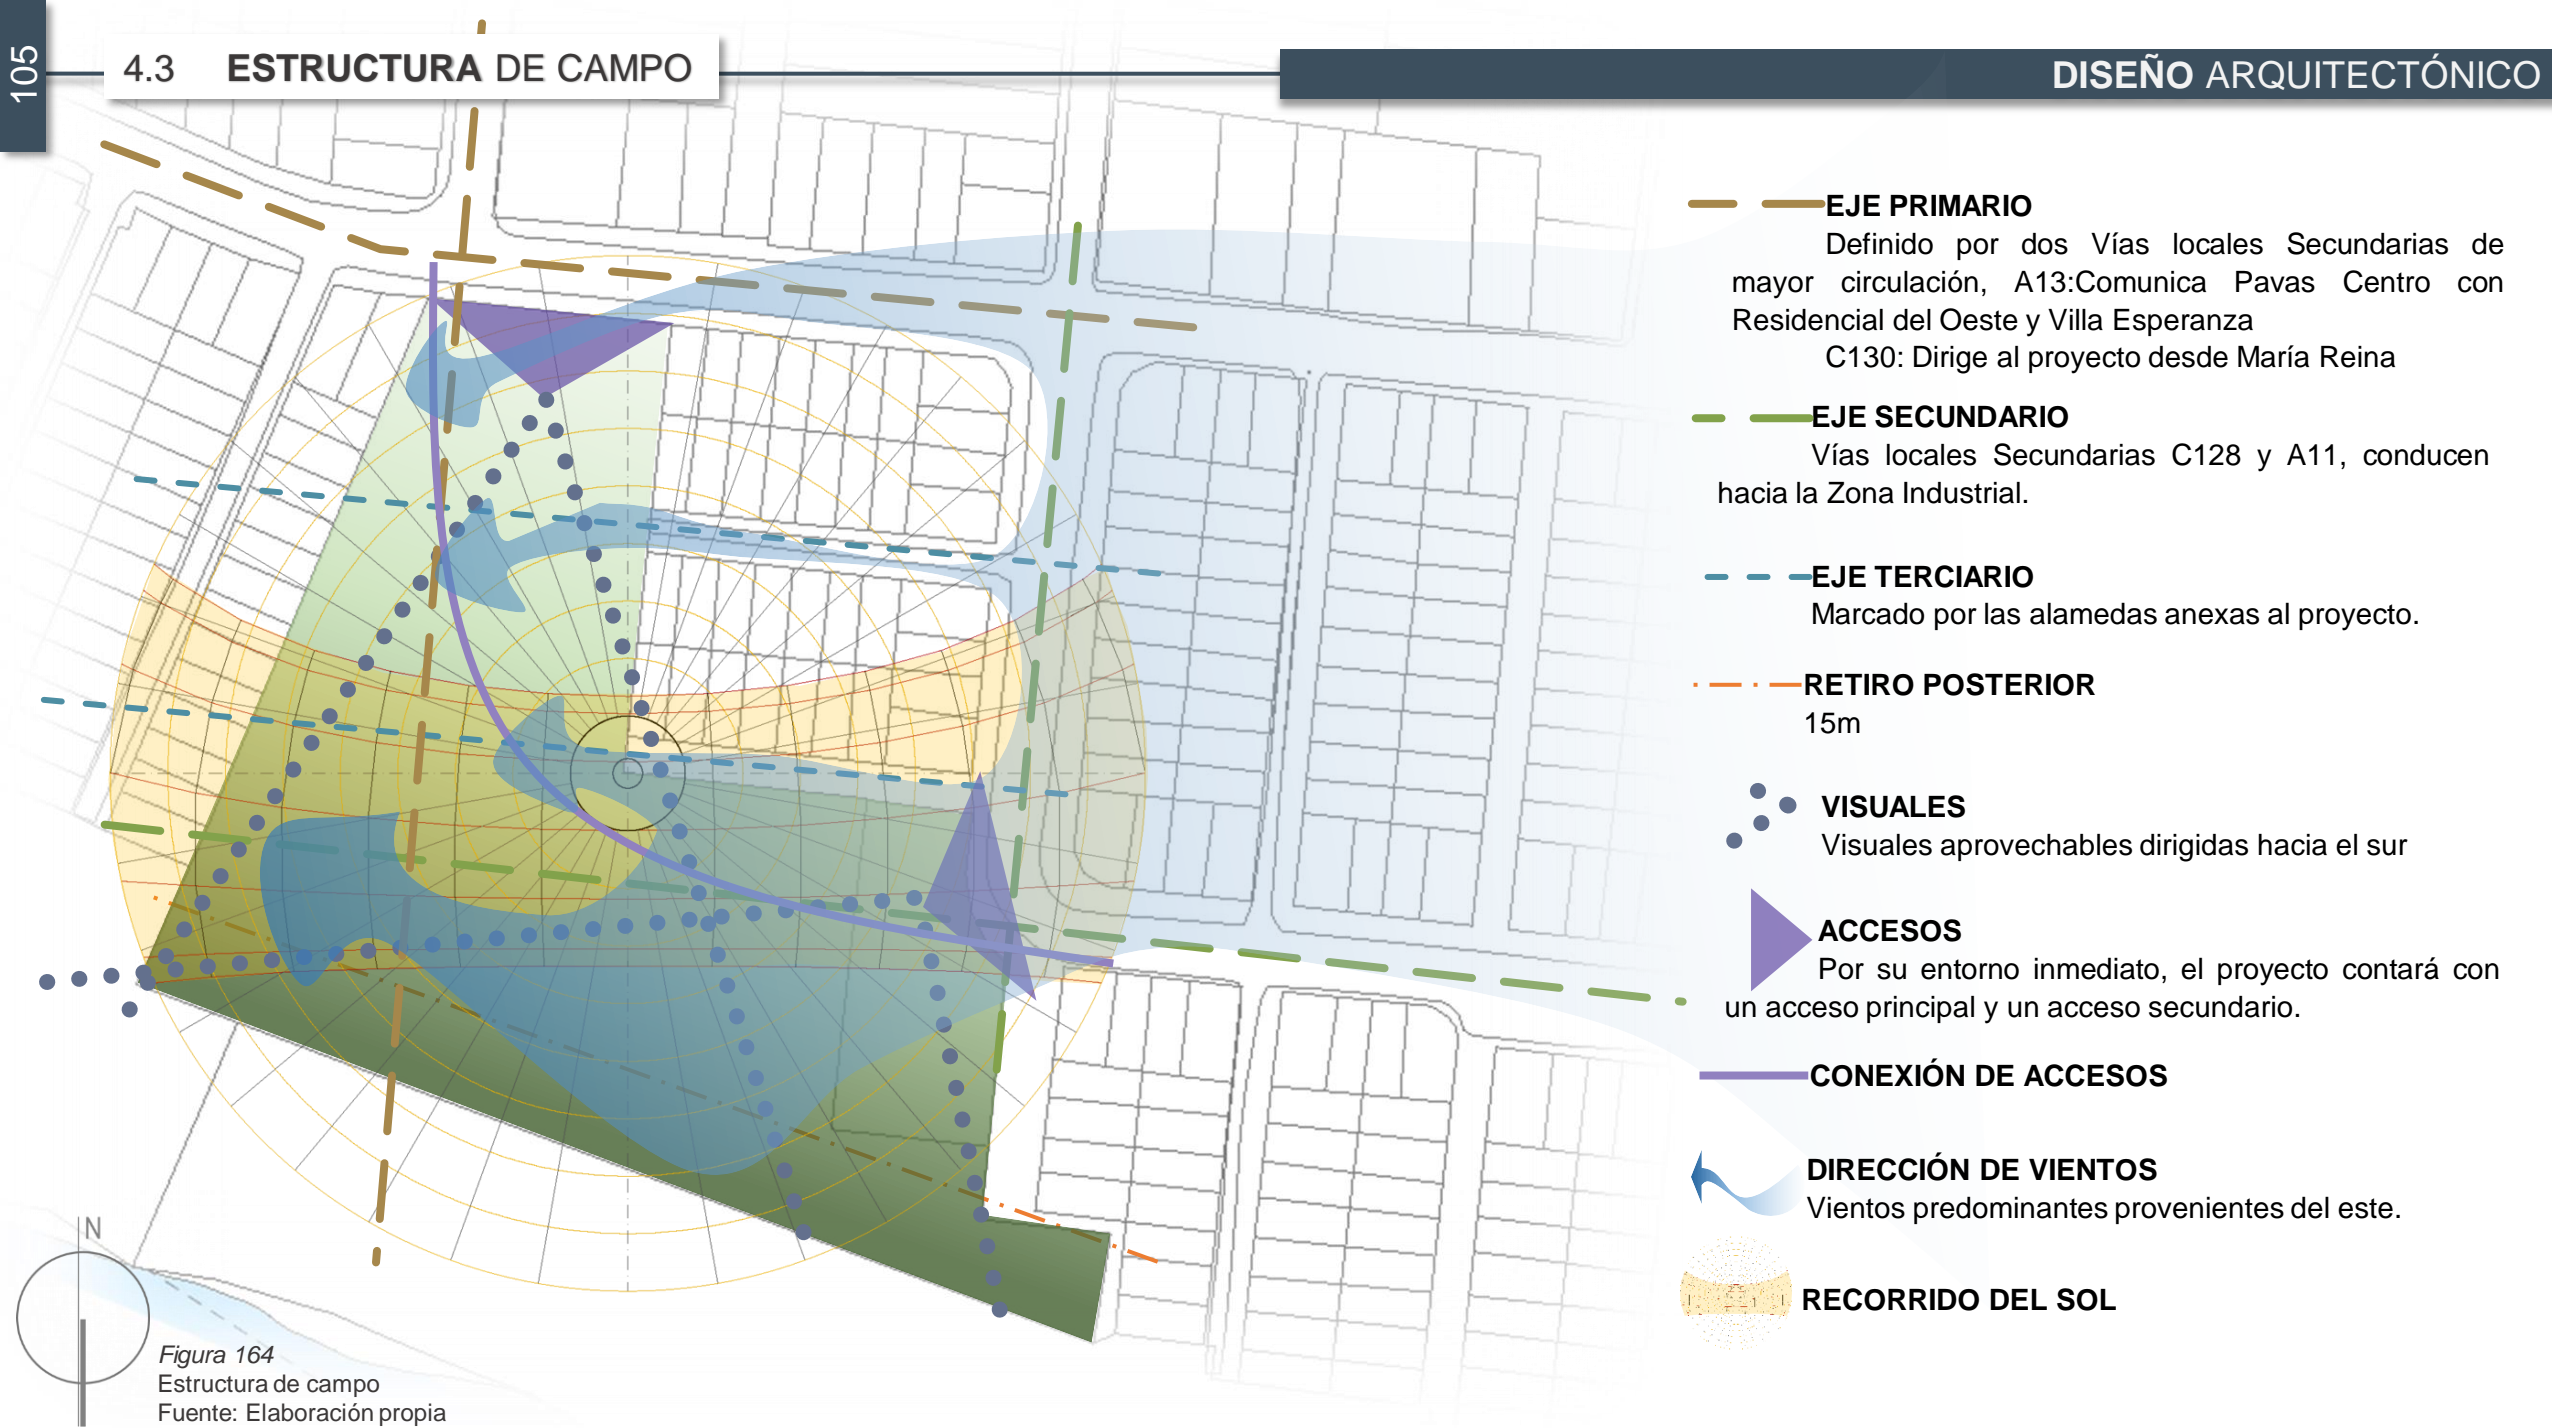 105
4.3 ESTRUCTURA DE CAMPO
DISEÑO ARQUITECTÓNICO
EJE PRIMARIO
Definido por dos Vías locales Secundarias de
mayor circulación, A13:Comunica Pavas Centro con
Residencial del Oeste y Villa Esperanza
C130: Dirige al proyecto desde María Reina
EJE SECUNDARIO
Vías locales Secundarias C128 y A11, conducen
hacia la Zona Industrial.
EJE TERCIARIO
Marcado por las alamedas anexas al proyecto.
RETIRO POSTERIOR
15m
VISUALES
Visuales aprovechables dirigidas hacia el sur
ACCESOS
Por su entorno inmediato, el proyecto contará con
un acceso principal y un acceso secundario.
CONEXIÓN DE ACCESOS
DIRECCIÓN DE VIENTOS
Vientos predominantes provenientes del este.
RECORRIDO DEL SOL
N
Figura 164
Estructura de campo
Fuente: Elaboración propia